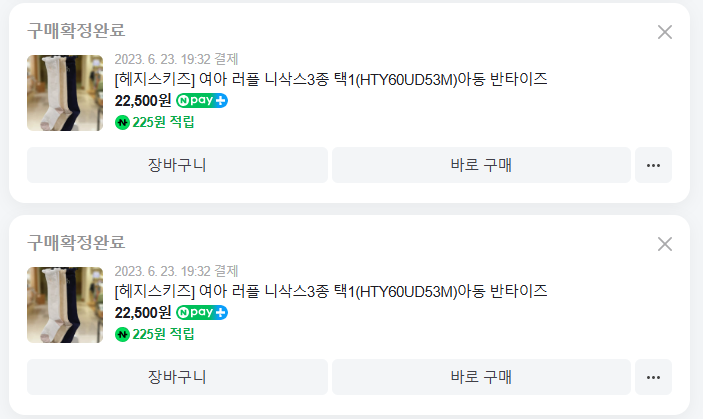 구매확정완료
2023. 6. 23. 19:32 결제
[헤지스키즈] 여아 러플 니삭스3종 택1(HTY60UD53M)아동 반타이즈
22,500원 N pay +
N 225원 적립
장바구니 바로 구매 ...
구매확정완료
2023. 6. 23. 19:32 결제
[헤지스키즈] 여아 러플 니삭스3종 택1(HTY60UD53M)아동 반타이즈
22,500원 N pay +
N 225원 적립
장바구니 바로 구매 ...